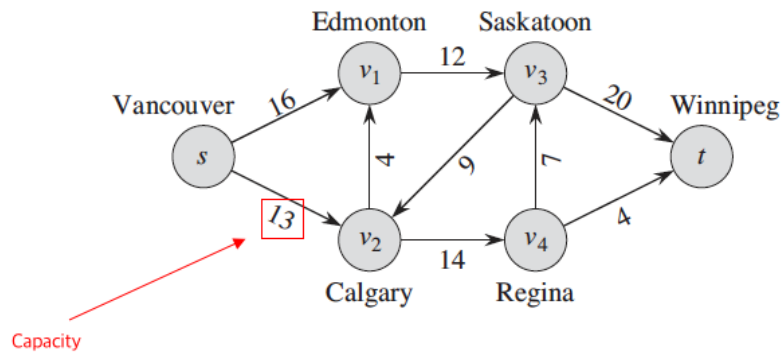 Edmonton
Saskatoon
v1
12
v3
Vancouver
16
20
Winnipeg
s
4
9
7
t
13
4
v2
14
v4
Calgary
Regina
Capacity